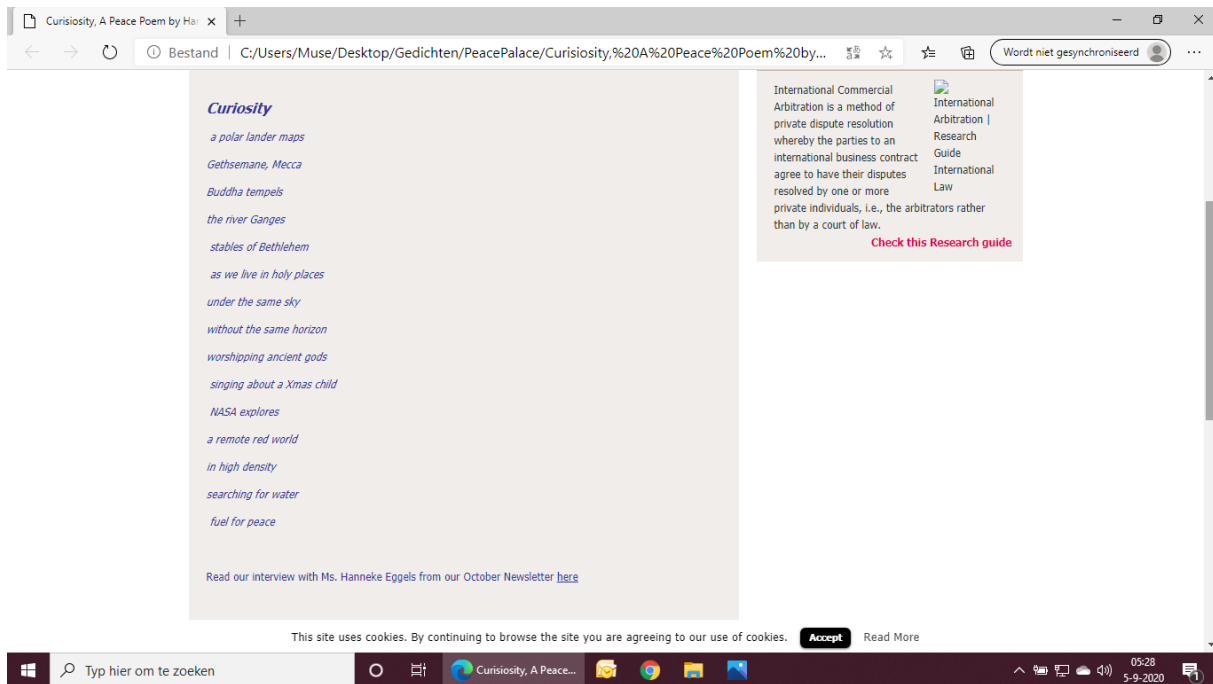 Curisiosity, A Peace Poem by Har
Bestand
C:/Users/Muse/Desktop/Gedichten/PeacePalace/Curisiosity,%20A%20Peace%20Poem%20by...
Wordt niet gesynchroniseerd
Curiosity
a polar lander maps
Gethsemane, Mecca
Buddha tempels
the river Ganges
stables of Bethlehem
as we live in holy places
under the same sky
without the same horizon
worshipping ancient gods
singing about a Xmas child
NASA explores
a remote red world
in high density
searching for water
fuel for peace
Read our interview with Ms. Hanneke Eggels from our October Newsletter here
International Commercial
Arbitration is a method of
private dispute resolution
whereby the parties to an
international business contract
agree to have their disputes
resolved by one or more
private individuals, i.e., the arbitrators rather
than by a court of law.
International
Arbitration |
Research
Guide
International
Law
Check this Research guide
This site uses cookies. By continuing to browse the site you are agreeing to our use of cookies. Accept Read More
Typ hier om te zoeken
Curisiosity, A Peace...
05:28
5-9-2020
1